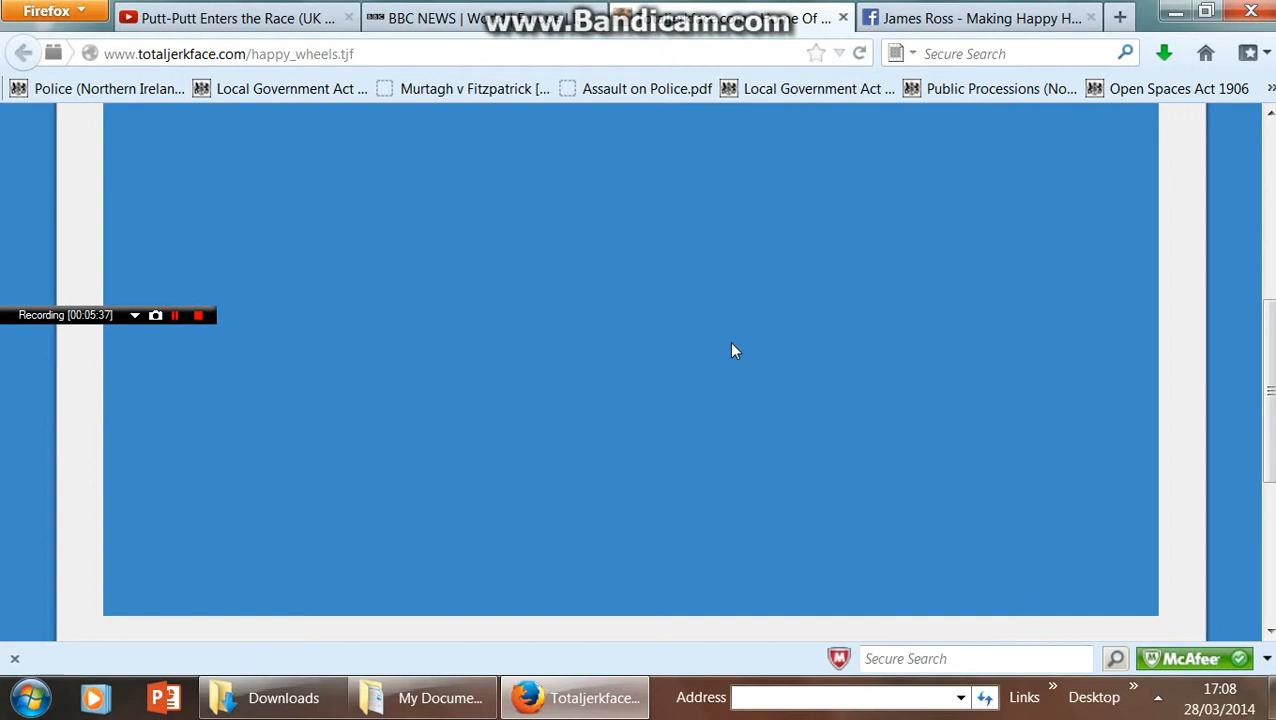 Firefox
Putt-Putt Enters the Race (UK ...
BBC NEWS | World
Of ...
James Ross - Making Happy H...
www.Bandicam.com
www.totaljerkface.com/happy_wheels.tjf
Secure Search
Police (Northern Irelan...
Local Government Act ...
Murtagh v Fitzpatrick [...
Assault on Police.pdf
Local Government Act ...
Public Processions (No...
Open Spaces Act 1906
Recording [00:05:37]
Secure Search
McAfee
Downloads
My Docume...
Totaljerkface...
Address
Links
Desktop
17:08
28/03/2014